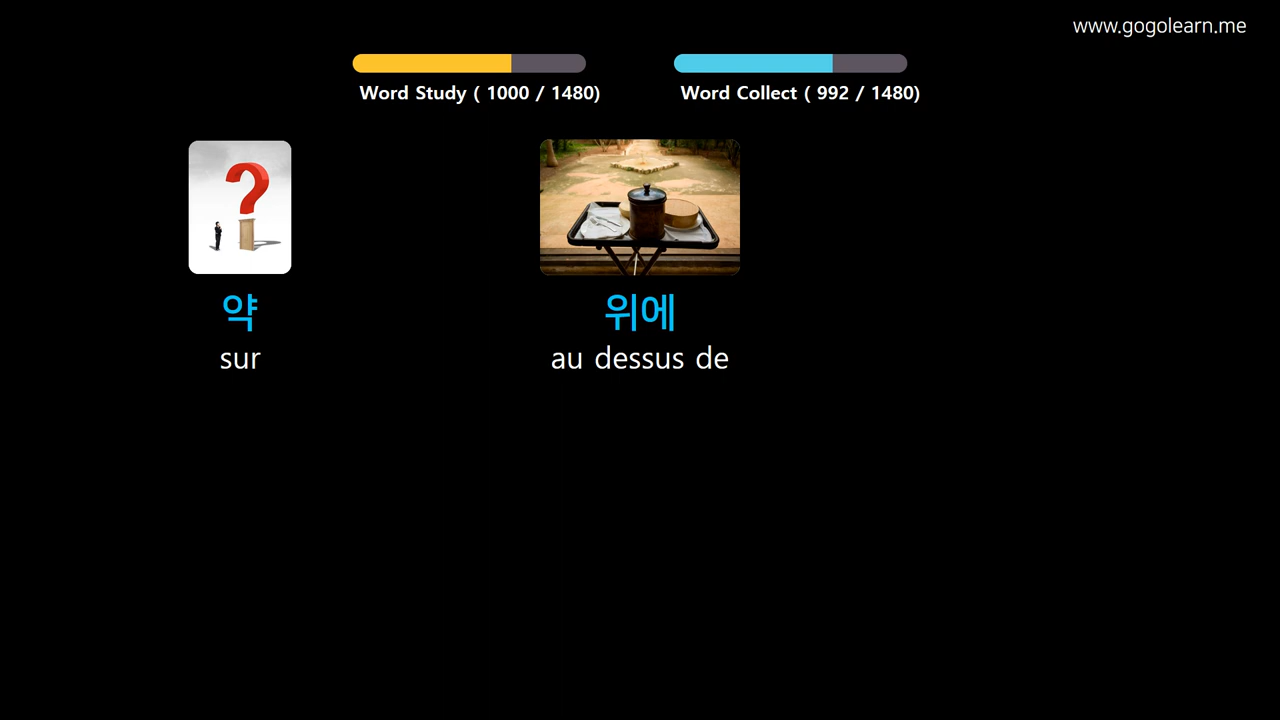 www.gogolearn.me
Word Study ( 1000 / 1480)
Word Collect ( 992 / 1480)
약
sur
위에
au dessus de